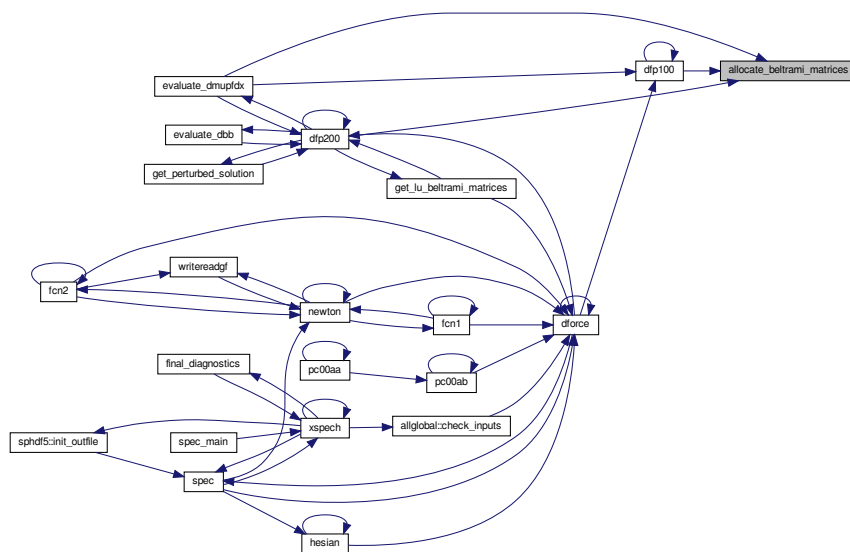 dfp100
allocate_beltrami_matrices
evaluate_dmupfdx
evaluate_dbb
dfp200
get_perturbed_solution
get_lu_beltrami_matrices
writereadgf
fcn2
newton
fcn1
dforce
final_diagnostics
pc00aa
pc00ab
allglobal::check_inputs
sphdf5::init_outfile
spec_main
xspech
spec
hesian